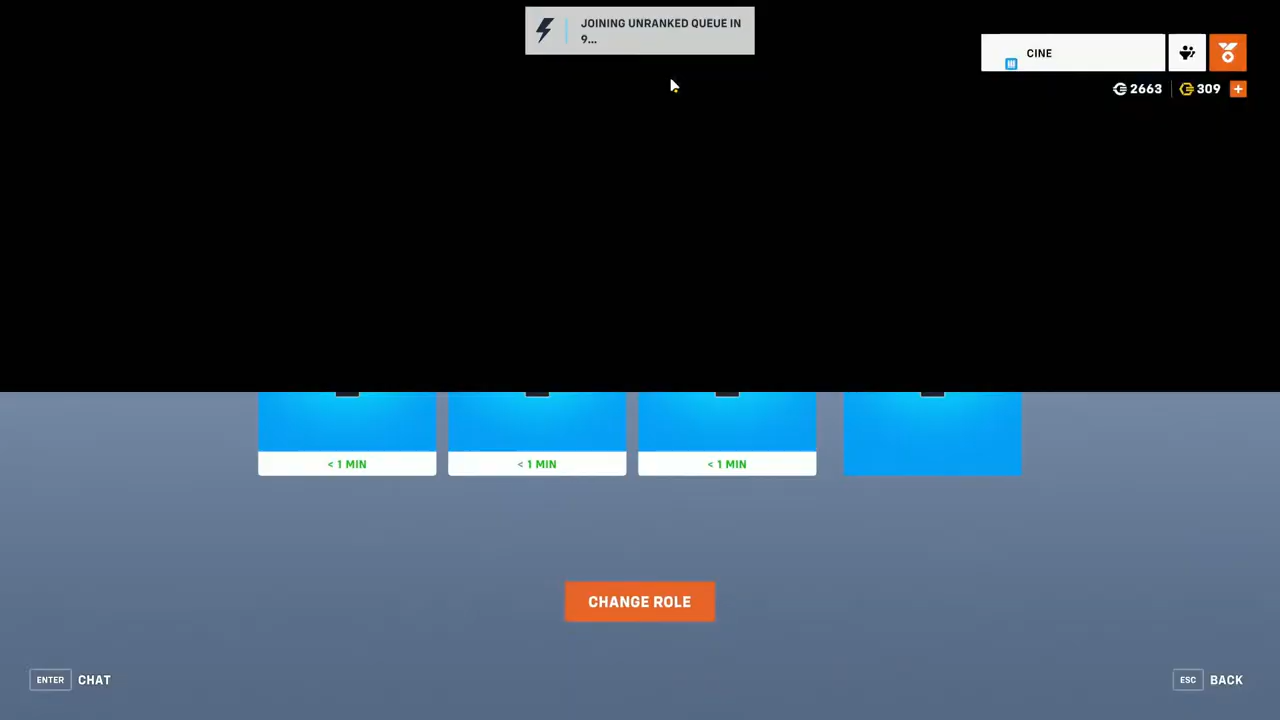 JOINING UNRANKED QUEUE IN
9...
CINE
2663
309
+
< 1 MIN
< 1 MIN
< 1 MIN
CHANGE ROLE
ENTER CHAT
ESC BACK